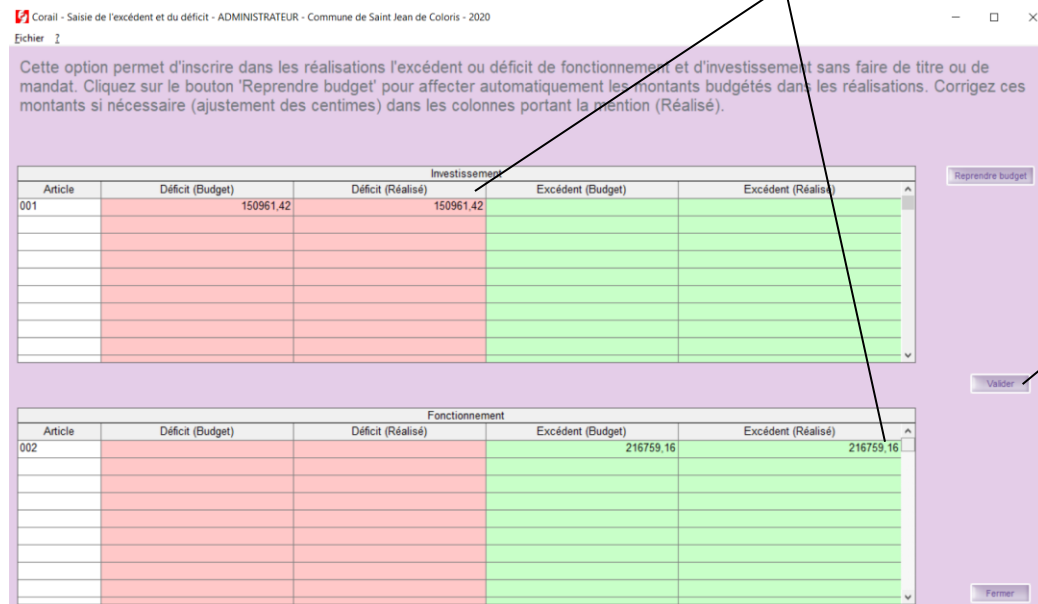 Corail - Saisie de l'excédent et du déficit - ADMINISTRATEUR - Commune de Saint Jean de Coloris - 2020
Fichier ?
Cette option permet d'inscrire dans les réalisations l'excédent ou déficit de fonctionnement et d'investissement sans faire de titre ou de
mandat. Cliquez sur le bouton 'Reprendre budget' pour affecter automatiquement les montants budgétés dans les réalisations. Corrigez ces
montants si nécessaire (ajustement des centimes) dans les colonnes portant la mention (Réalisé).
Investissement
Reprendre budget
Article Déficit (Budget) Déficit (Réalisé) Excédent (Budget) Excédent (Réalisé)
001 150961,42 150961,42
Valider
Fonctionnement
Article Déficit (Budget) Déficit (Réalisé) Excédent (Budget) Excédent (Réalisé)
002 216759,16 216759,16
Fermer